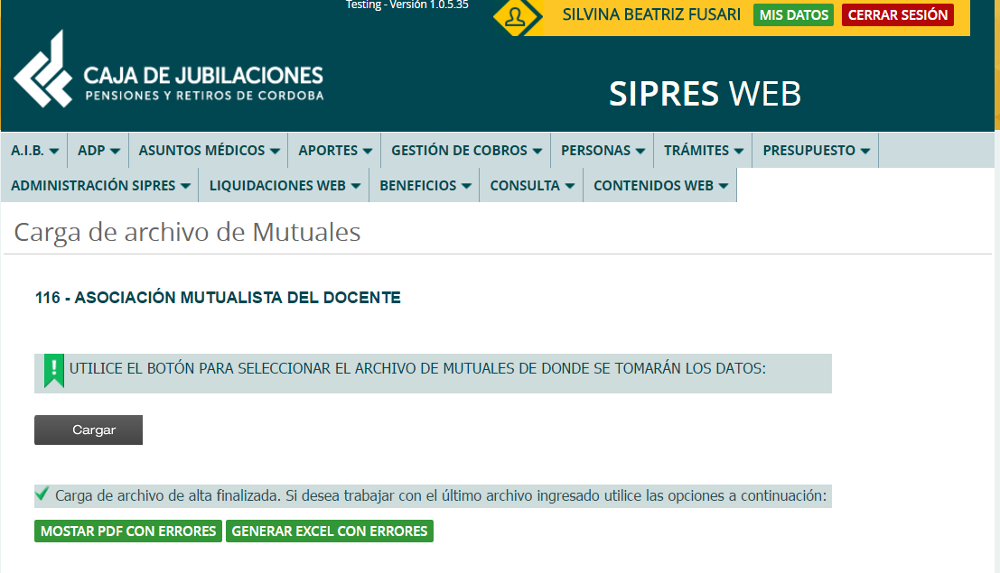 Testing - Versión 1.0.5.35
SILVINA BEATRIZ FUSARI
MIS DATOS
CERRAR SESIÓN
CAJA DE JUBILACIONES
PENSIONES Y RETIROS DE CORDOBA
SIPRES WEB
A.I.B. ADP ASUNTOS MÉDICOS APORTES GESTIÓN DE COBROS PERSONAS TRÁMITES PRESUPUESTO
ADMINISTRACIÓN SIPRES LIQUIDACIONES WEB BENEFICIOS CONSULTA CONTENIDOS WEB
Carga de archivo de Mutuales
116 - ASOCIACIÓN MUTUALISTA DEL DOCENTE
UTILICE EL BOTÓN PARA SELECCIONAR EL ARCHIVO DE MUTUALES DE DONDE SE TOMARÁN LOS DATOS:
Cargar
Carga de archivo de alta finalizada. Si desea trabajar con el último archivo ingresado utilice las opciones a continuación:
MOSTAR PDF CON ERRORES GENERAR EXCEL CON ERRORES